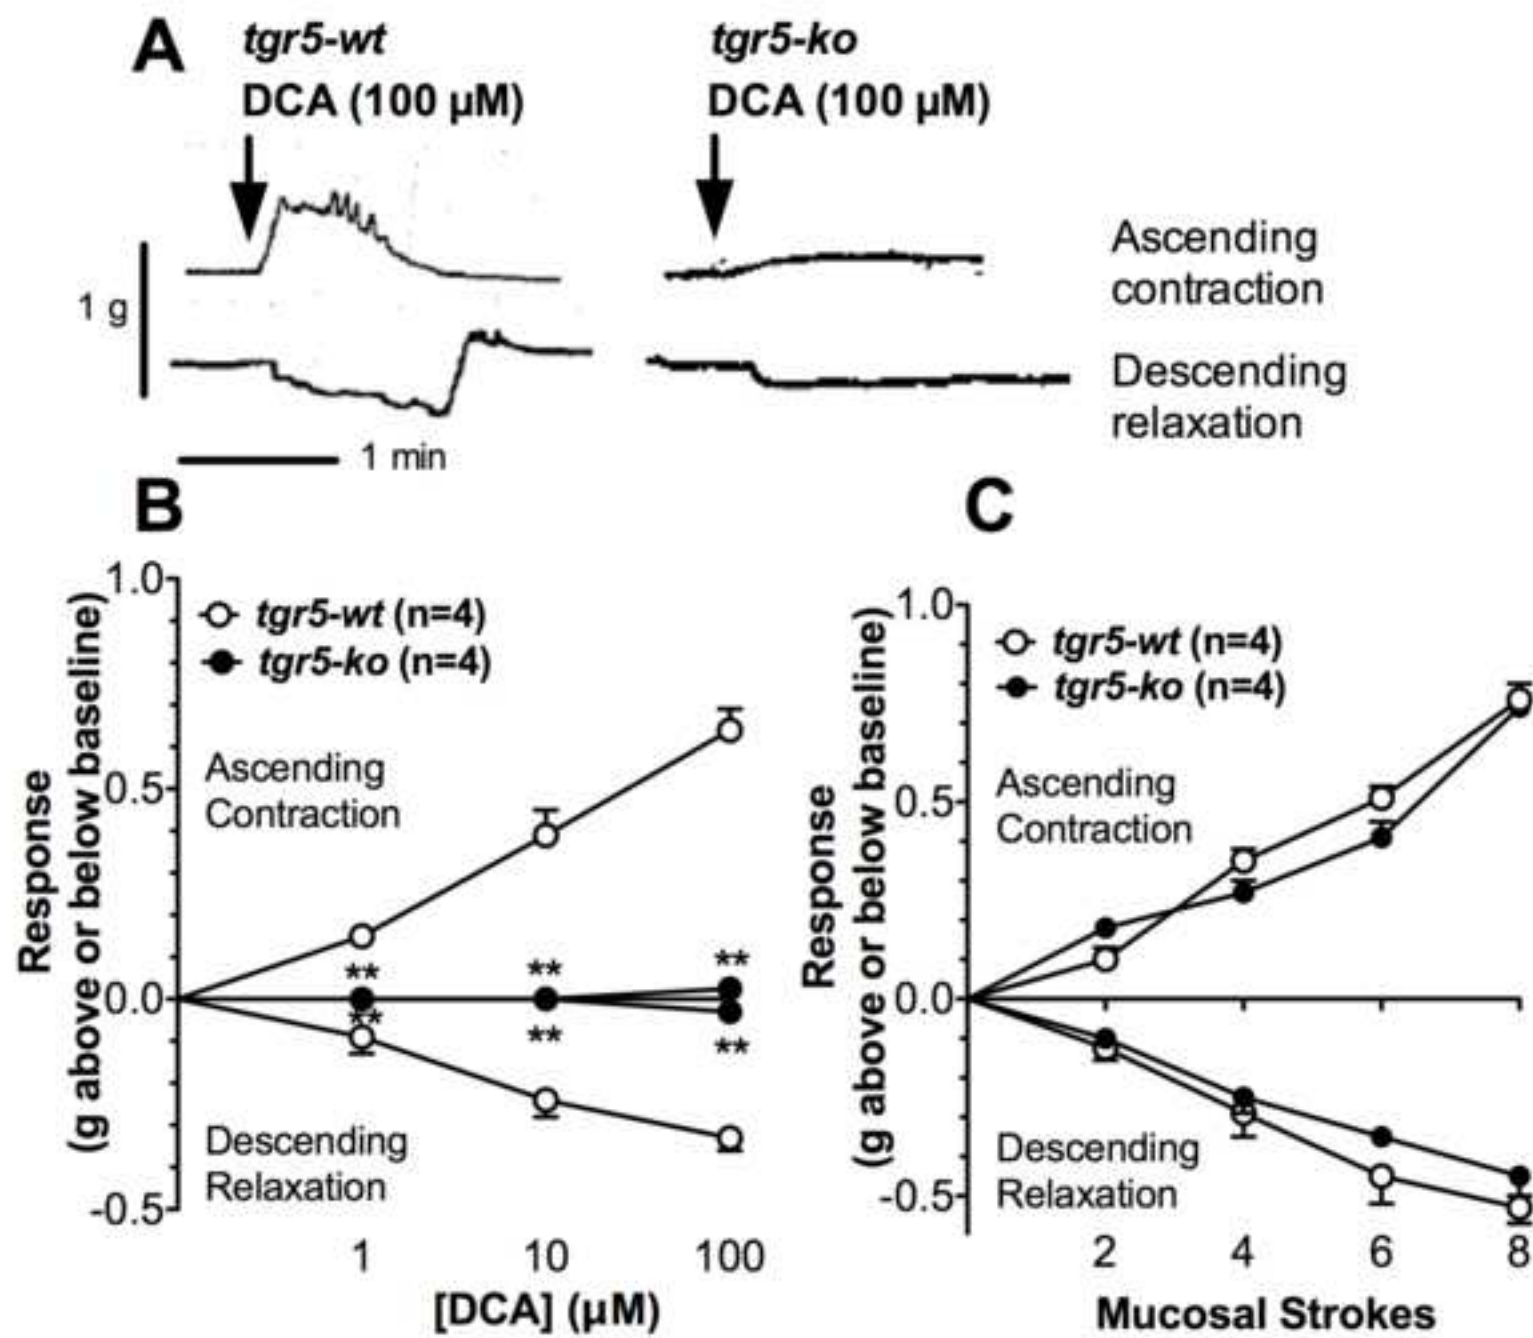 A
tgr5-wt
DCA (100 µM)
tgr5-ko
DCA (100 µM)
Ascending
contraction
1 g
Descending
relaxation
1 min
B
Response
(g above or below baseline)
1.0
0.5
0.0
-0.5
tgr5-wt (n=4)
tgr5-ko (n=4)
Ascending
Contraction
** ** **
** ** **
Descending
Relaxation
1 10 100
[DCA] (µM)
C
Response
(g above or below baseline)
1.0
0.5
0.0
-0.5
tgr5-wt (n=4)
tgr5-ko (n=4)
Ascending
Contraction
Descending
Relaxation
2 4 6 8
Mucosal Strokes